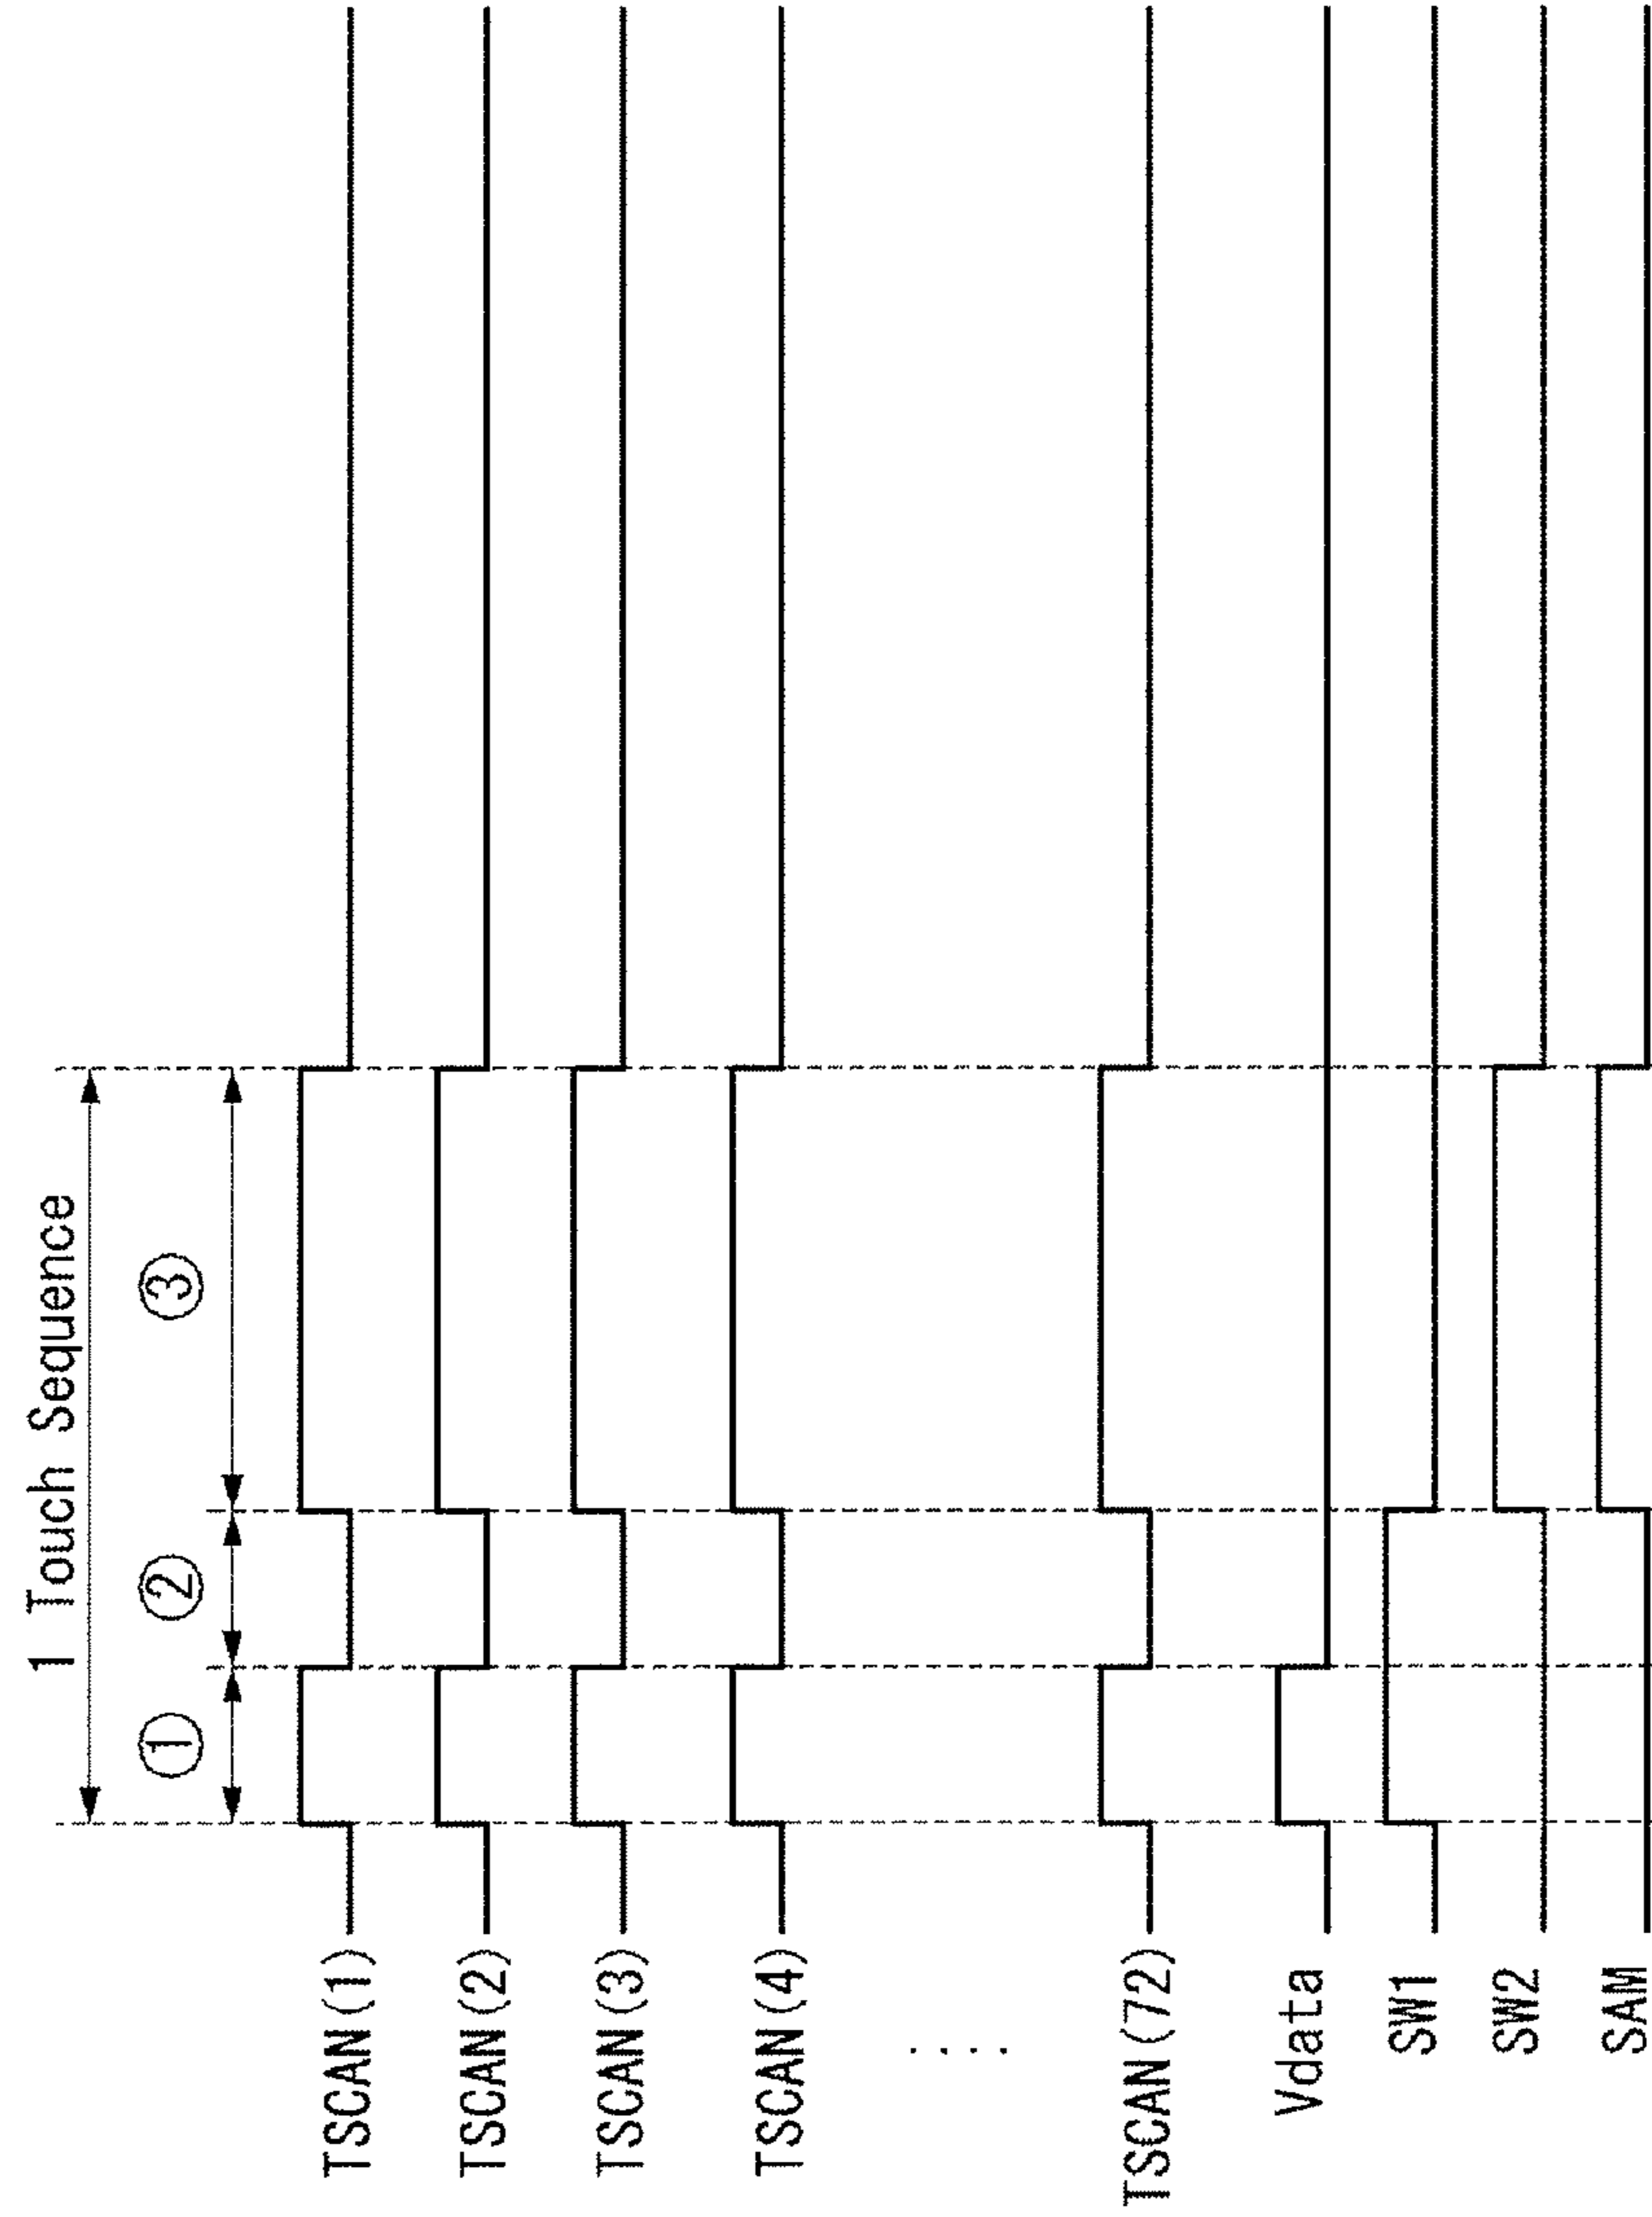 1 Touch Sequence
① ② ③
TSCAN(1)
TSCAN(2)
TSCAN(3)
TSCAN(4)
....
TSCAN(72)
Vdata
SW1
SW2
SAM